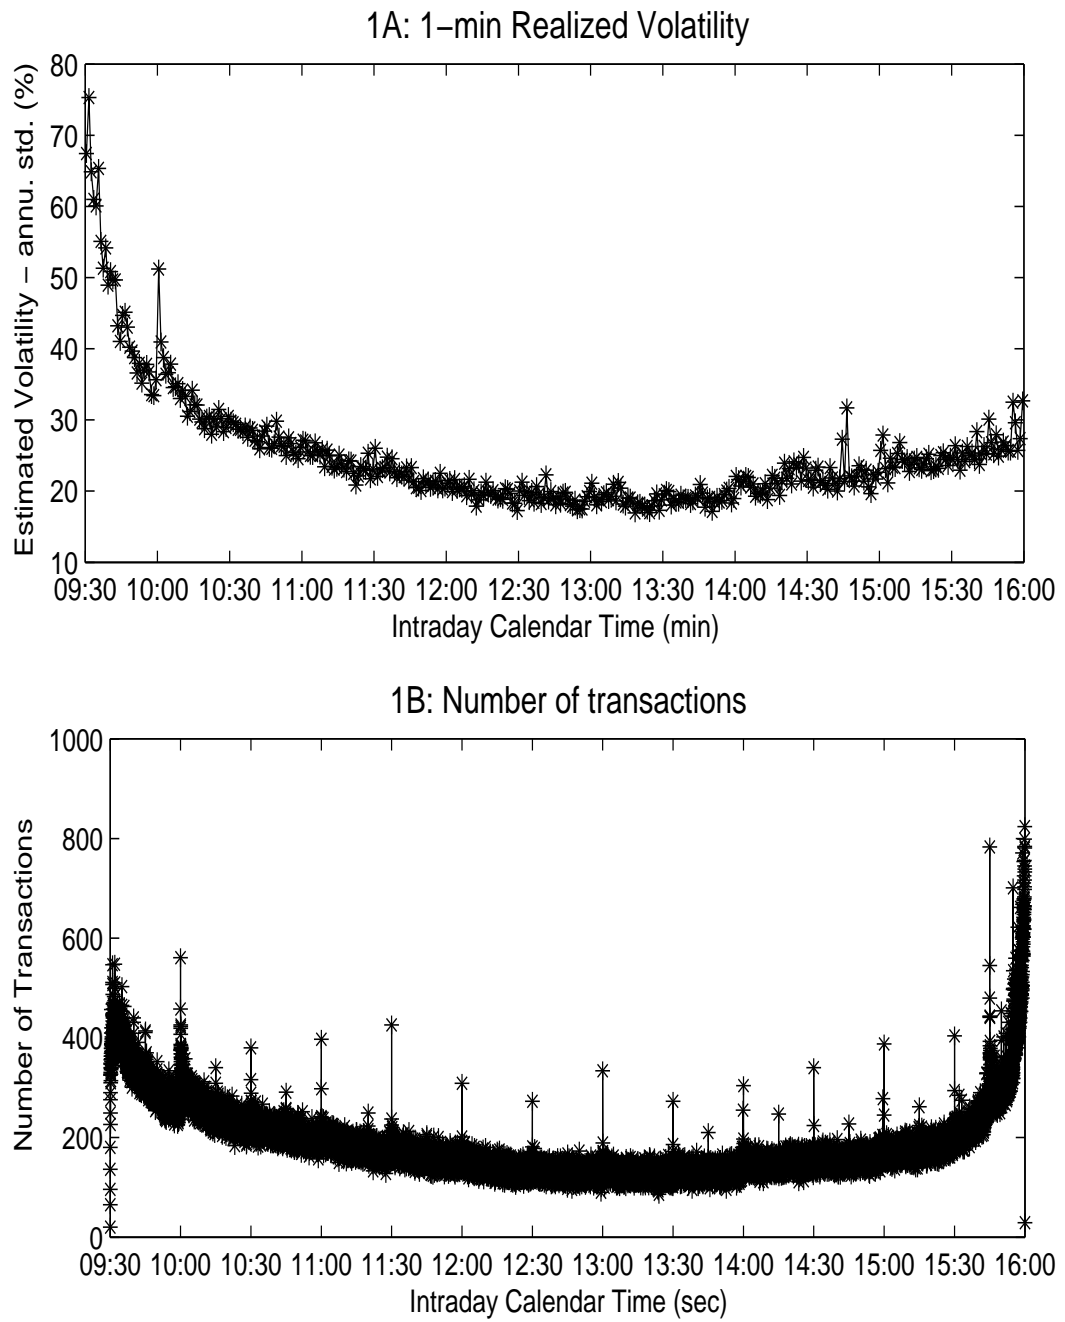 1A: 1–min Realized Volatility
Estimated Volatility – annu. std. (%)
80
70
60
50
40
30
20
10
09:30 10:00 10:30 11:00 11:30 12:00 12:30 13:00 13:30 14:00 14:30 15:00 15:30 16:00
Intraday Calendar Time (min)
1B: Number of transactions
Number of Transactions
1000
800
600
400
200
0
09:30 10:00 10:30 11:00 11:30 12:00 12:30 13:00 13:30 14:00 14:30 15:00 15:30 16:00
Intraday Calendar Time (sec)